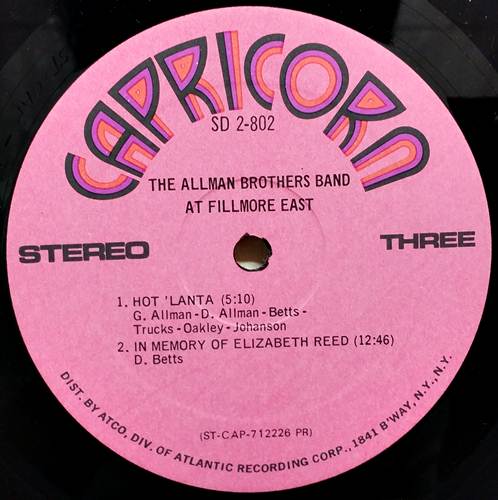 CAPRICORN
SD 2-802
THE ALLMAN BROTHERS BAND
AT FILLMORE EAST
STEREO
THREE
1. HOT 'LANTA (5:10)
G. Allman-D. Allman-Betts-
Trucks-Oakley-Johanson
2. IN MEMORY OF ELIZABETH REED (12:46)
D. Betts
(ST-CAP-712226 PR)
DIST. BY ATCO, DIV. OF ATLANTIC RECORDING CORP., 1841 B'WAY, N.Y., N.Y.